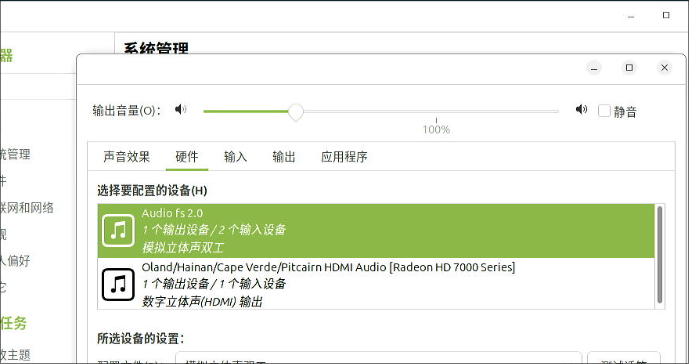 器
系统管理
输出音量(O)：
静音
100%
声音效果 硬件 输入 输出 应用程序
统管理
选择要配置的设备(H)
件
Audio fs 2.0
联网和网络
1 个输出设备 / 2 个输入设备
观
模拟立体声双工
人偏好
Oland/Hainan/Cape Verde/Pitcairn HDMI Audio [Radeon HD 7000 Series]
它
1 个输出设备 / 1 个输入设备
数字立体声(HDMI) 输出
任务
所选设备的设置：
改主题